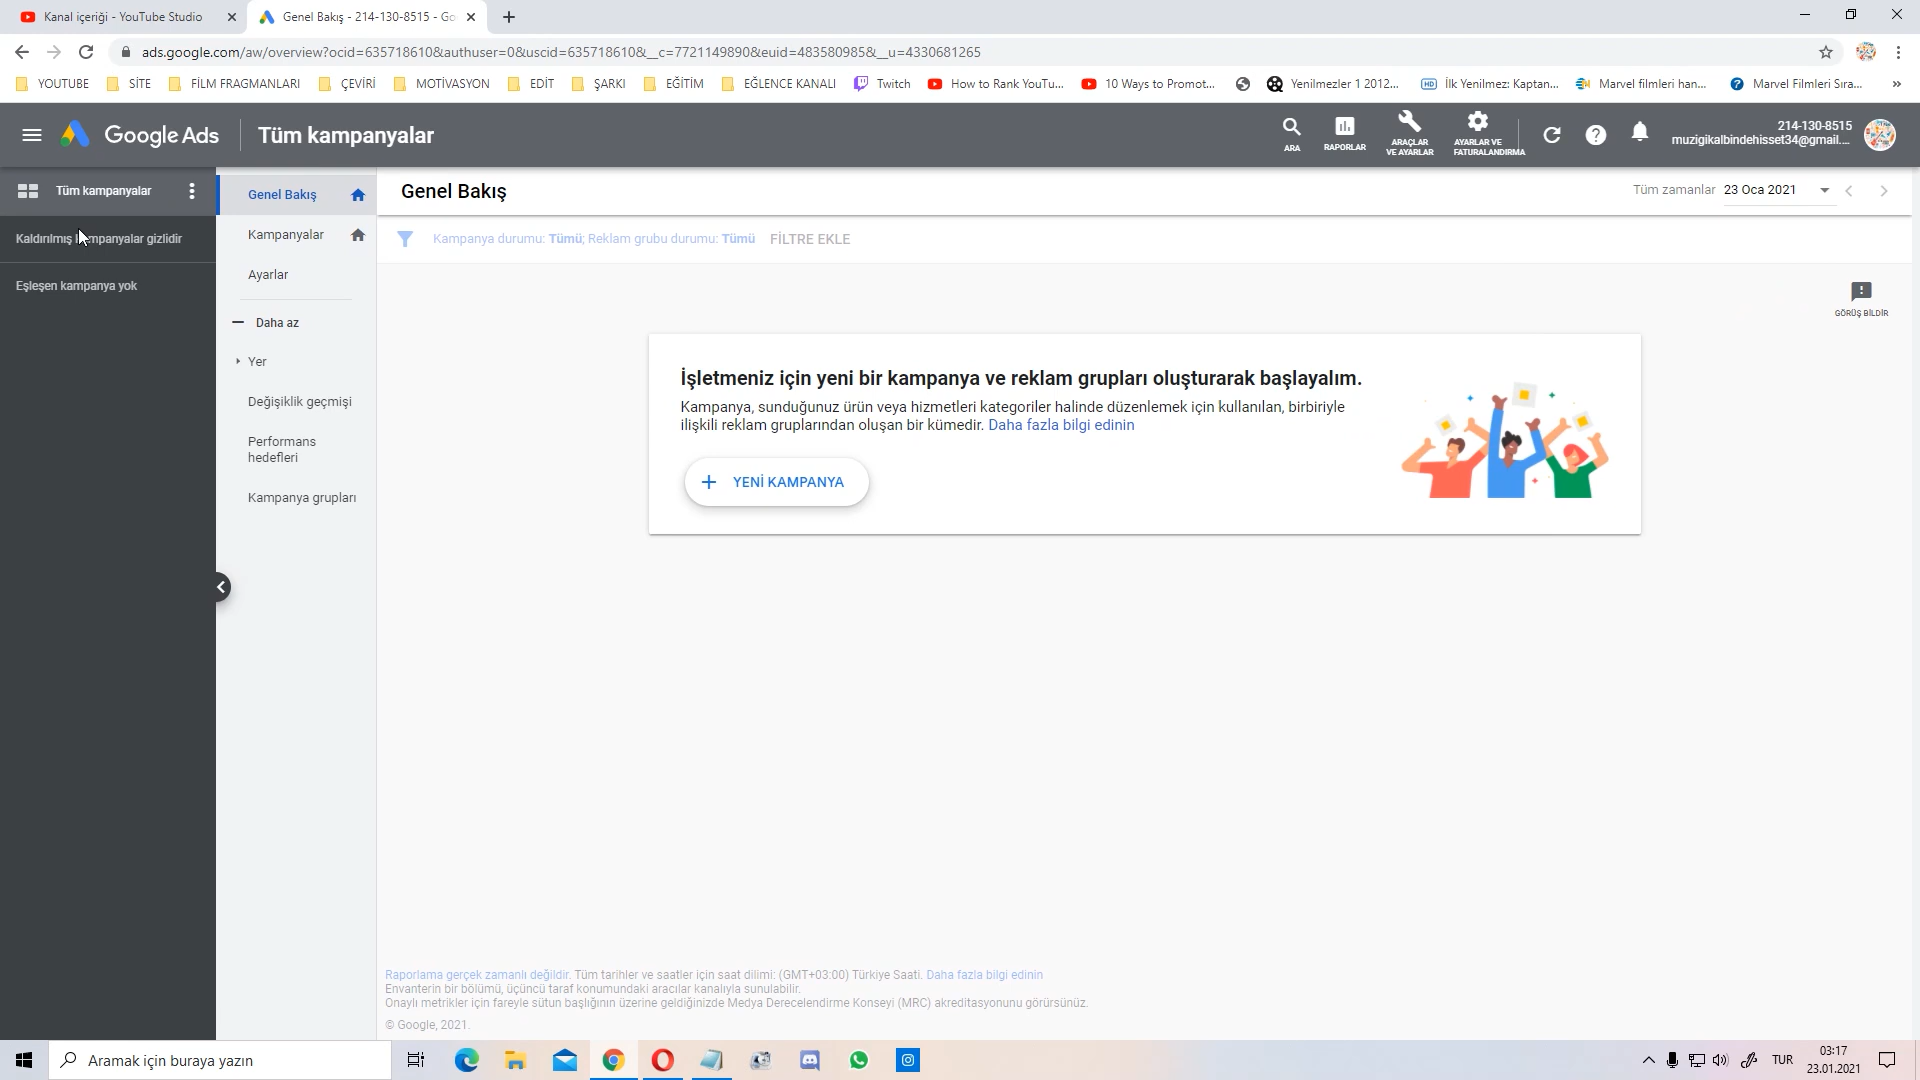 Kanal içeriği - YouTube Studio
Genel Bakış - 214-130-8515 - Go
ads.google.com/aw/overview?ocid=635718610&authuser=0&uscid=635718610&__c=7721149890&euid=483580985&__u=4330681265
YOUTUBE
SİTE
FİLM FRAGMANLARI
ÇEVİRİ
MOTİVASYON
EDİT
ŞARKI
EĞİTİM
EĞLENCE KANALI
Twitch
How to Rank YouTu...
10 Ways to Promot...
Yenilmezler 1 2012...
İlk Yenilmez: Kaptan...
Marvel filmleri han...
Marvel Filmleri Sıra...
»
Google Ads
Tüm kampanyalar
ARA
RAPORLAR
ARAÇLAR
VE AYARLAR
AYARLAR VE
FATURALANDIRMA
214-130-8515
muzigikalbindehisset34@gmail....
Tüm kampanyalar
Kaldırılmış kampanyalar gizlidir
Eşleşen kampanya yok
Genel Bakış
Kampanyalar
Ayarlar
Daha az
Yer
Değişiklik geçmişi
Performans
hedefleri
Kampanya grupları
Genel Bakış
Tüm zamanlar 23 Oca 2021
Kampanya durumu: Tümü; Reklam grubu durumu: Tümü FİLTRE EKLE
GÖRÜŞ BİLDİR
İşletmeniz için yeni bir kampanya ve reklam grupları oluşturarak başlayalım.
Kampanya, sunduğunuz ürün veya hizmetleri kategoriler halinde düzenlemek için kullanılan, birbiriyle
ilişkili reklam gruplarından oluşan bir kümedir. Daha fazla bilgi edinin
+ YENİ KAMPANYA
Raporlama gerçek zamanlı değildir. Tüm tarihler ve saatler için saat dilimi: (GMT+03:00) Türkiye Saati. Daha fazla bilgi edinin
Envanterin bir bölümü, üçüncü taraf konumundaki aracılar kanalıyla sunulabilir.
Onaylı metrikler için fareyle sütun başlığının üzerine geldiğinizde Medya Derecelendirme Konseyi (MRC) akreditasyonunu görürsünüz.
© Google, 2021.
Aramak için buraya yazın
TUR
03:17
23.01.2021